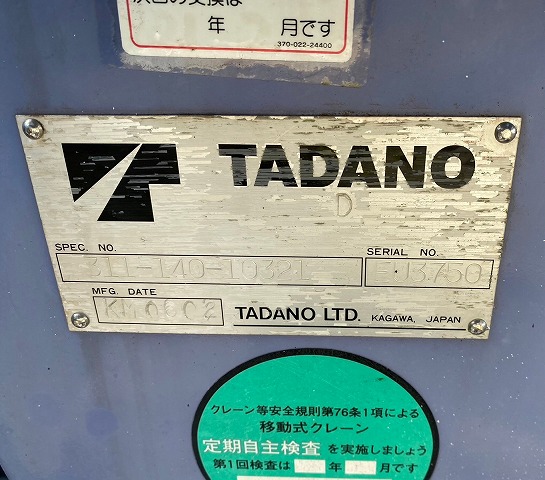 年 月です
370-022-24400
TADANO
D
SPEC. NO.
311-140-10321
SERIAL NO.
MFG. DATE
TADANO LTD. KAGAWA, JAPAN
クレーン等安全規則第76条1項による
移動式クレーン
定期自主検査 を実施しましょう
第1回検査は 年 月です